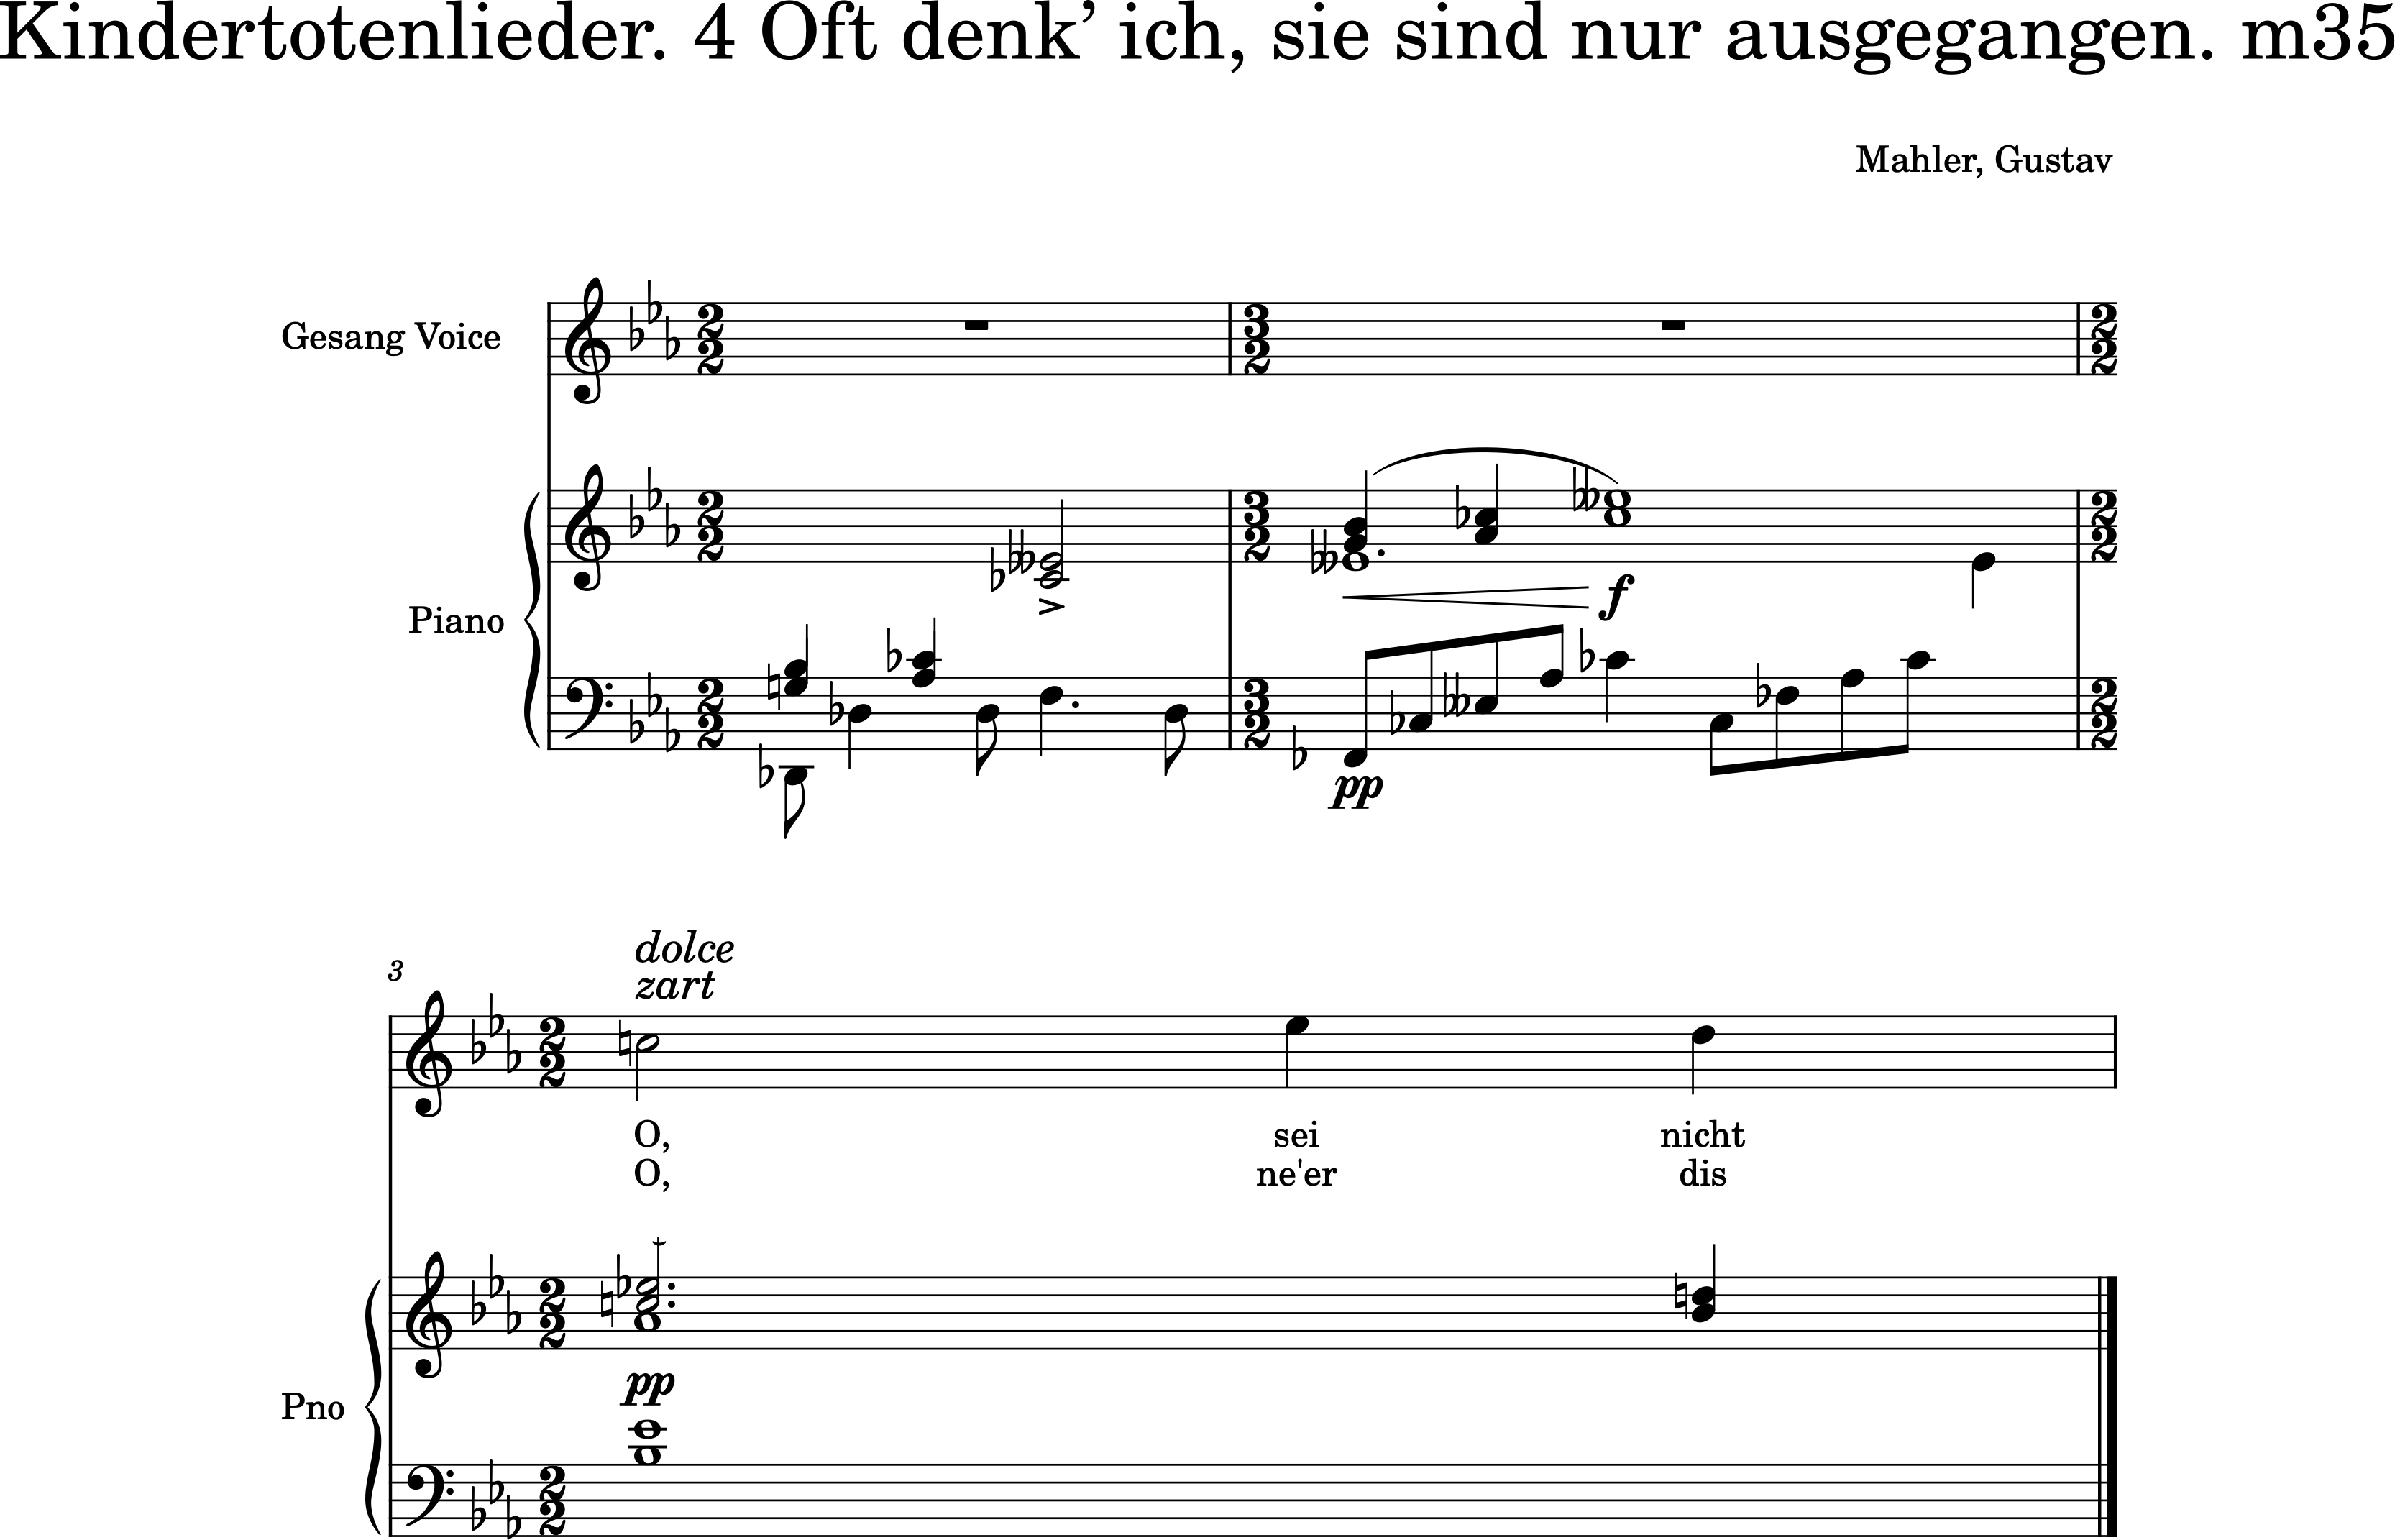 Kindertotenlieder. 4 Oft denk’ ich, sie sind nur ausgegangen. m35
Mahler, Gustav
Gesang Voice
Piano
f
pp
3
dolce
zart
O, sei nicht
O, ne'er dis
pp
Pno